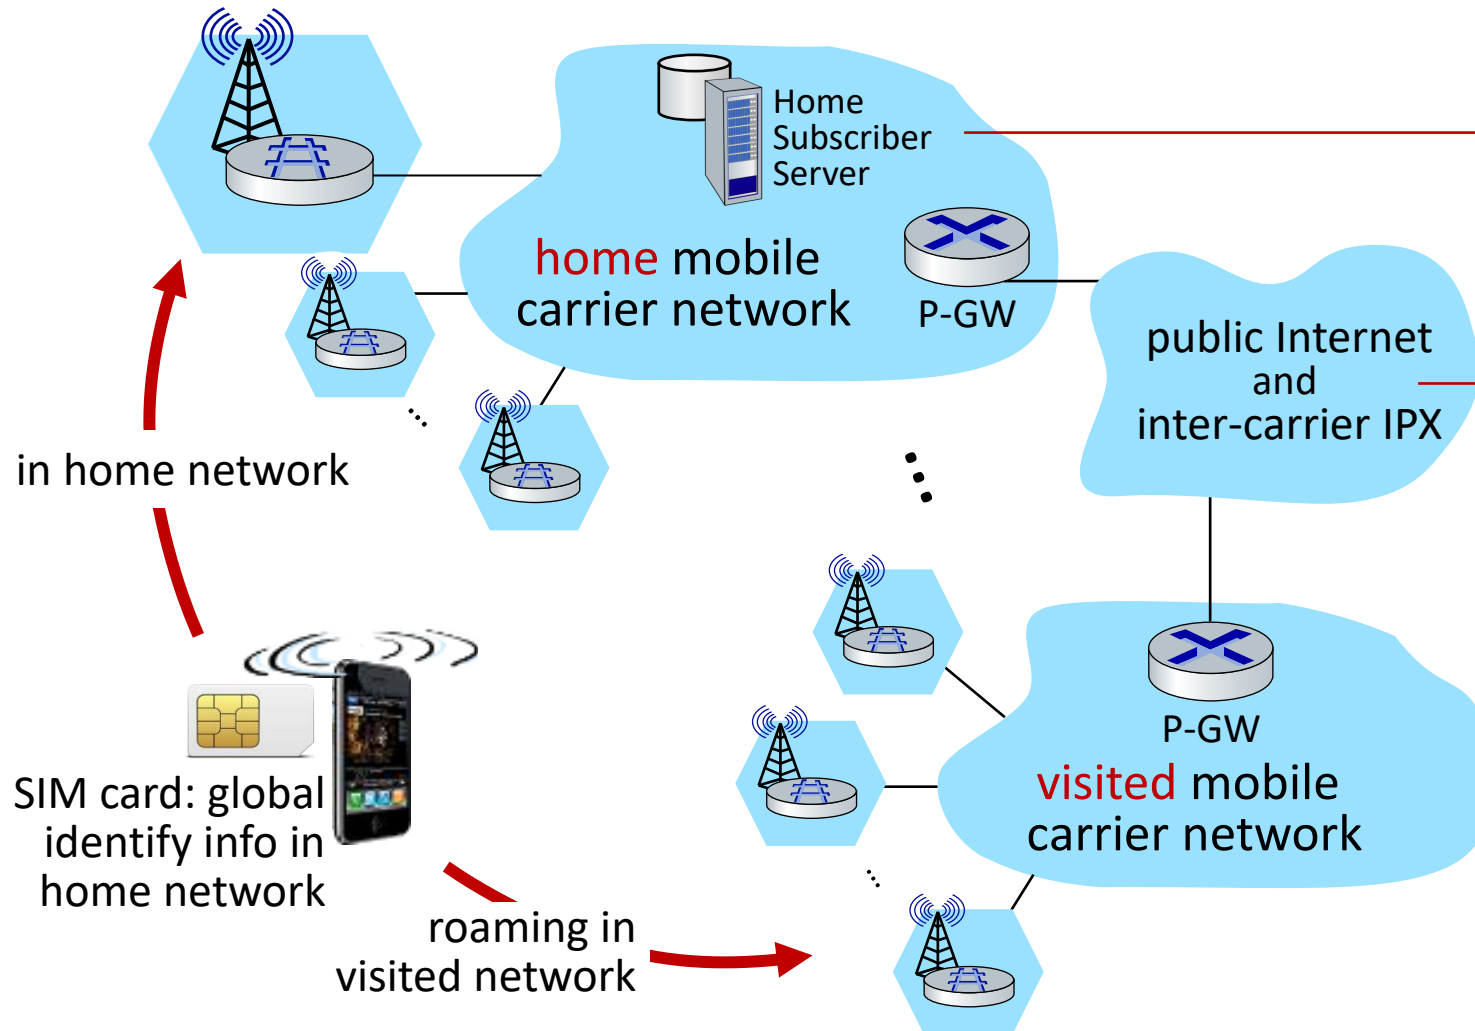 Home
Subscriber
Server
home mobile
carrier network
P-GW
public Internet
and
inter-carrier IPX
in home network
SIM card: global
identify info in
home network
P-GW
visited mobile
carrier network
roaming in
visited network